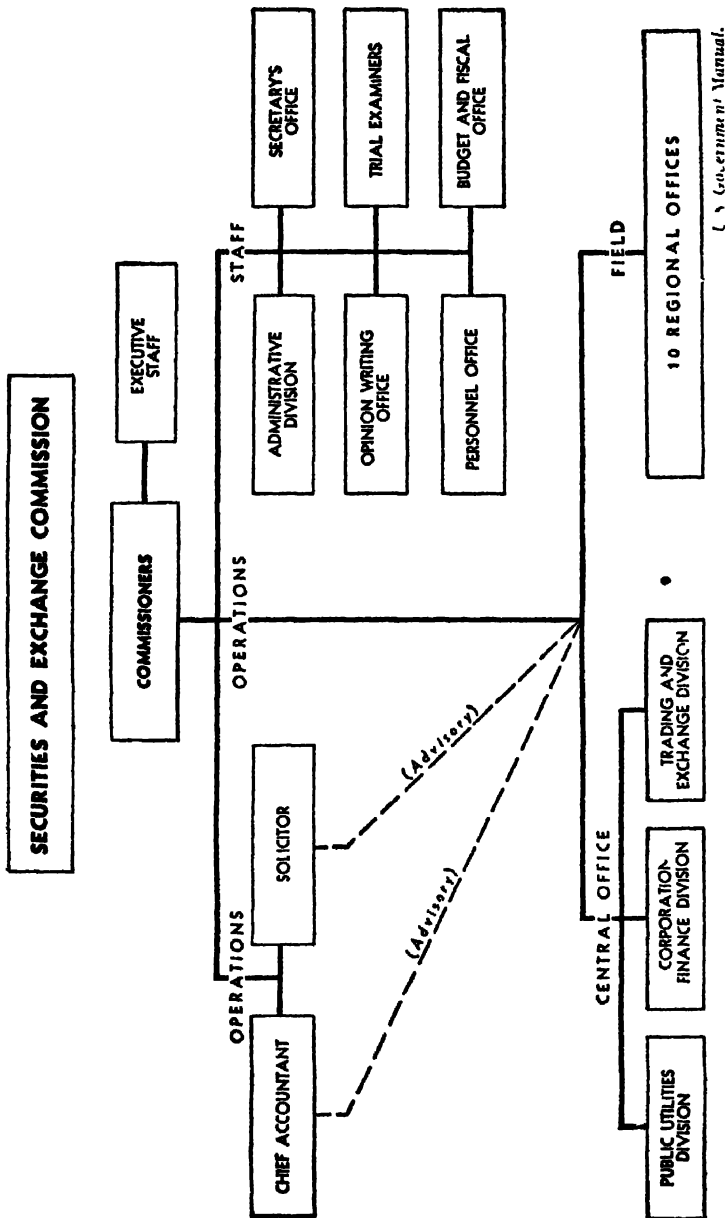 SECURITIES AND EXCHANGE COMMISSION
COMMISSIONERS
EXECUTIVE
STAFF
OPERATIONS
OPERATIONS
STAFF
CHIEF ACCOUNTANT
SOLICITOR
ADMINISTRATIVE
DIVISION
SECRETARY'S
OFFICE
OPINION WRITING
OFFICE
TRIAL EXAMINERS
PERSONNEL OFFICE
BUDGET AND FISCAL
OFFICE
(Advisory)
(Advisory)
CENTRAL OFFICE
FIELD
PUBLIC UTILITIES
DIVISION
CORPORATION
FINANCE DIVISION
TRADING AND
EXCHANGE DIVISION
10 REGIONAL OFFICES
Government Manual.